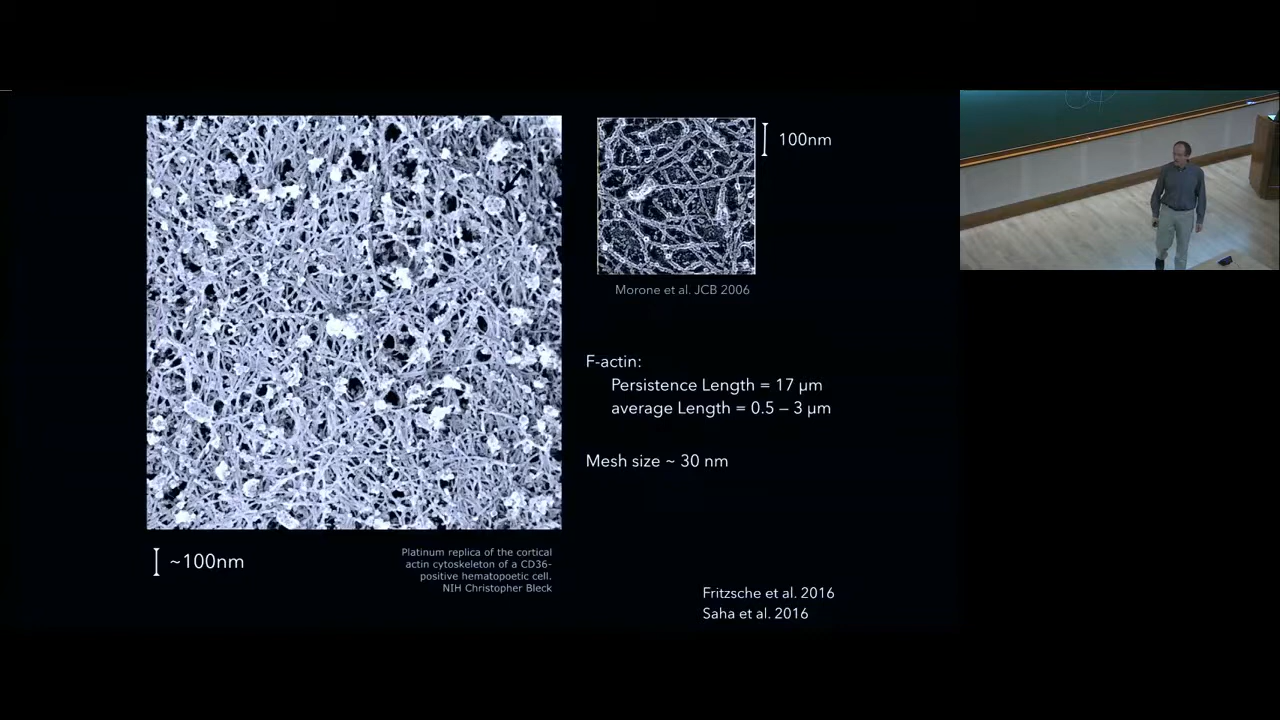 100nm
Morone et al. JCB 2006
F-actin:
Persistence Length = 17 μm
average Length = 0.5 – 3 μm
Mesh size ~ 30 nm
~100nm
Platinum replica of the cortical
actin cytoskeleton of a CD36-
positive hematopoetic cell.
NIH Christopher Bleck
Fritzsche et al. 2016
Saha et al. 2016